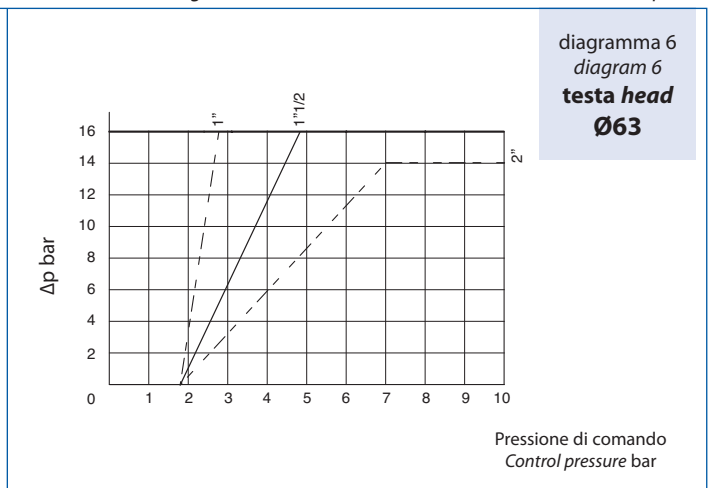 diagramma 6
diagram 6
testa head
Ø63
1"
1"1/2
2"
Δp bar
16
14
12
10
8
6
4
2
0 1 2 3 4 5 6 7 8 9 10
Pressione di comando
Control pressure bar